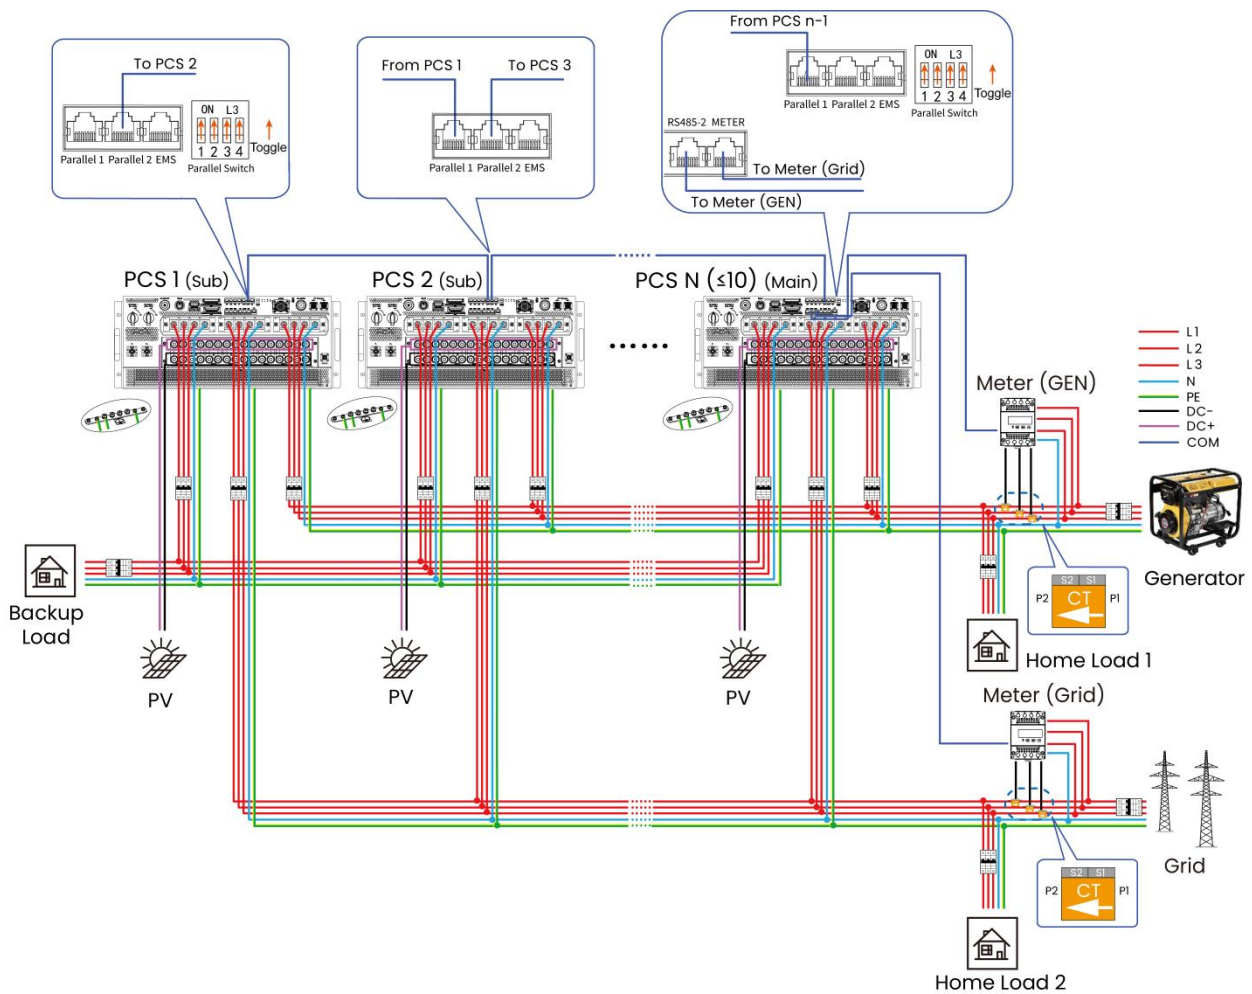 To PCS 2
ON L3
1 2 3 4
Toggle
Parallel 1 Parallel 2 EMS
Parallel Switch
From PCS 1
To PCS 3
Parallel 1 Parallel 2 EMS
From PCS n-1
ON L3
1 2 3 4
Toggle
Parallel 1 Parallel 2 EMS
Parallel Switch
RS485-2 METER
To Meter (Grid)
To Meter (GEN)
PCS 1 (Sub)
PCS 2 (Sub)
PCS N (≤10) (Main)
L1
L2
L3
N
PE
DC-
DC+
COM
Meter (GEN)
Generator
S2 S1
P2 CT P1
Backup
Load
PV
PV
PV
Home Load 1
Meter (Grid)
Grid
S2 S1
P2 CT P1
Home Load 2